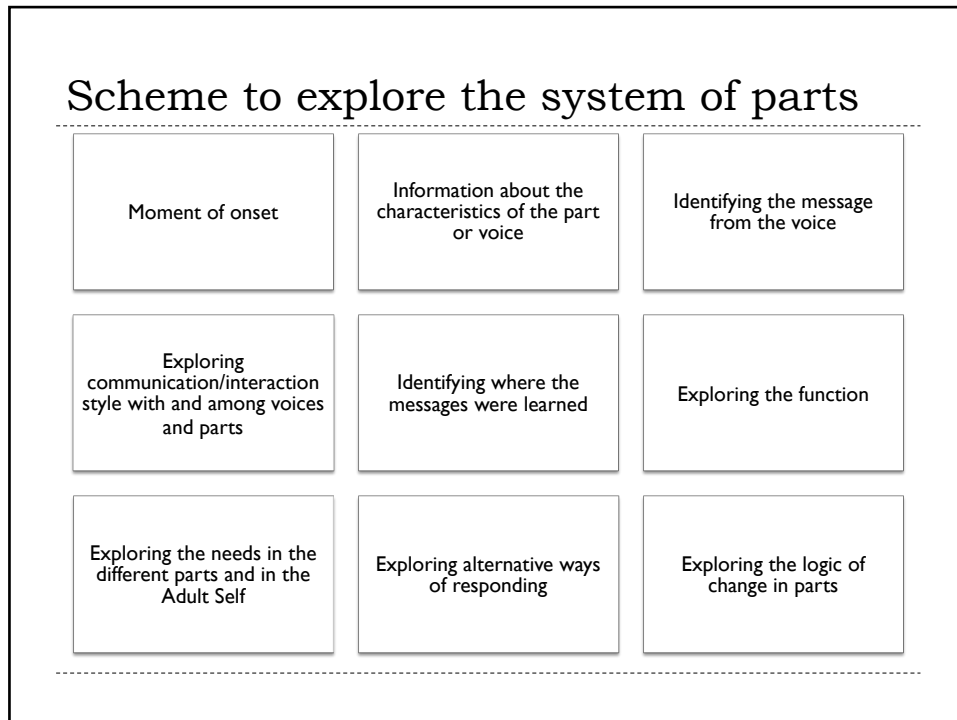 Scheme to explore the system of parts
Moment of onset
Information about the
characteristics of the part
or voice
Identifying the message
from the voice
Exploring
communication/interaction
style with and among voices
and parts
Identifying where the
messages were learned
Exploring the function
Exploring the needs in the
different parts and in the
Adult Self
Exploring alternative ways
of responding
Exploring the logic of
change in parts